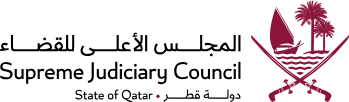 المجلس الأعلى للقضاء
Supreme Judiciary Council
State of Qatar • دولة قطر